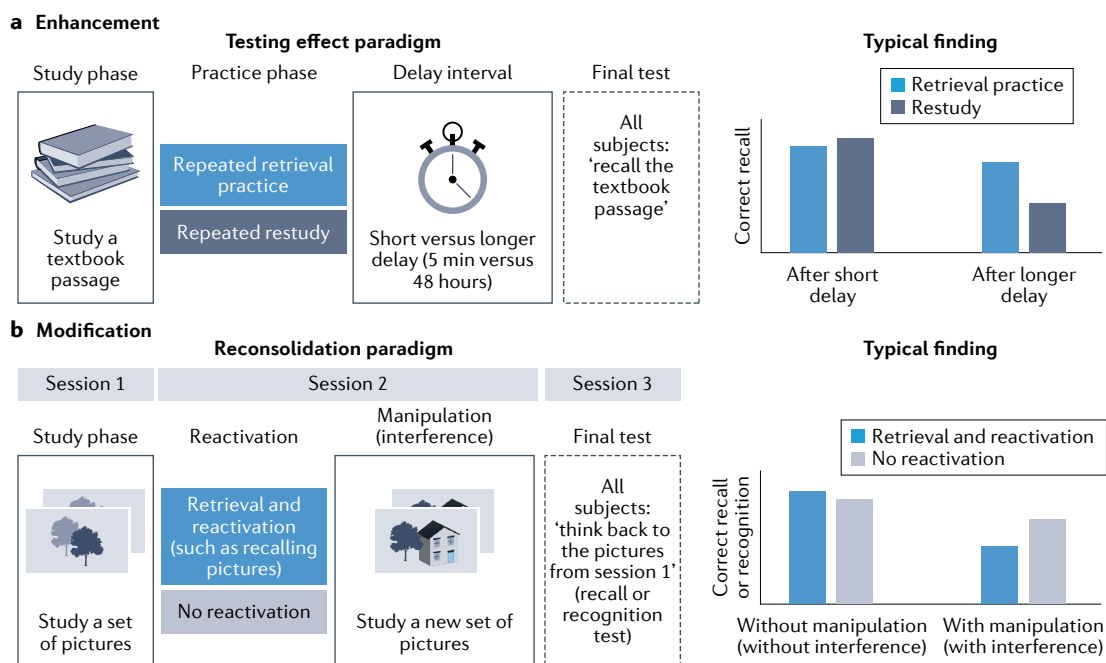 a Enhancement
Testing effect paradigm
Study phase
Practice phase
Delay interval
Final test
Study a
textbook
passage
Repeated retrieval
practice
Repeated restudy
Short versus longer
delay (5 min versus
48 hours)
All
subjects:
‘recall the
textbook
passage’
Typical finding
Retrieval practice
Restudy
Correct recall
After short
delay
After longer
delay
b Modification
Reconsolidation paradigm
Session 1
Session 2
Session 3
Study phase
Reactivation
Manipulation
(interference)
Final test
Study a set
of pictures
Retrieval and
reactivation
(such as recalling
pictures)
No reactivation
Study a new set of
pictures
All
subjects:
‘think back to
the pictures
from session 1’
(recall or
recognition
test)
Typical finding
Retrieval and reactivation
No reactivation
Correct recall
or recognition
Without manipulation
(without interference)
With manipulation
(with interference)